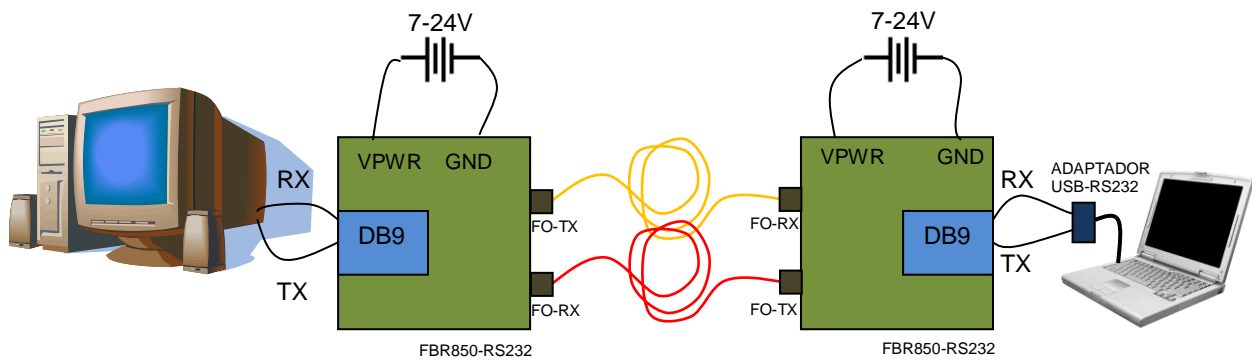 7-24V
VPWR GND
RX
DB9
TX
FO-TX
FO-RX
FBR850-RS232
7-24V
VPWR GND
FO-RX
FO-TX
DB9
RX
TX
ADAPTADOR
USB-RS232
FBR850-RS232